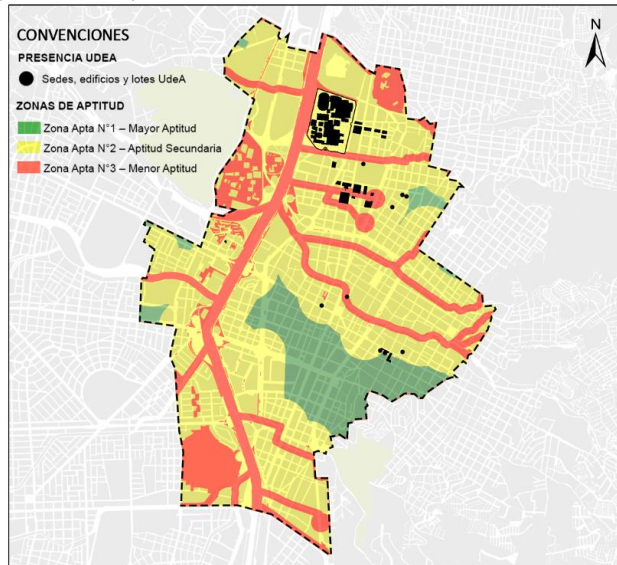 CONVENCIONES
PRESENCIA UDEA
Sedes, edificios y lotes UdeA
ZONAS DE APTITUD
Zona Apta N°1 – Mayor Aptitud
Zona Apta N°2 – Aptitud Secundaria
Zona Apta N°3 – Menor Aptitud
N